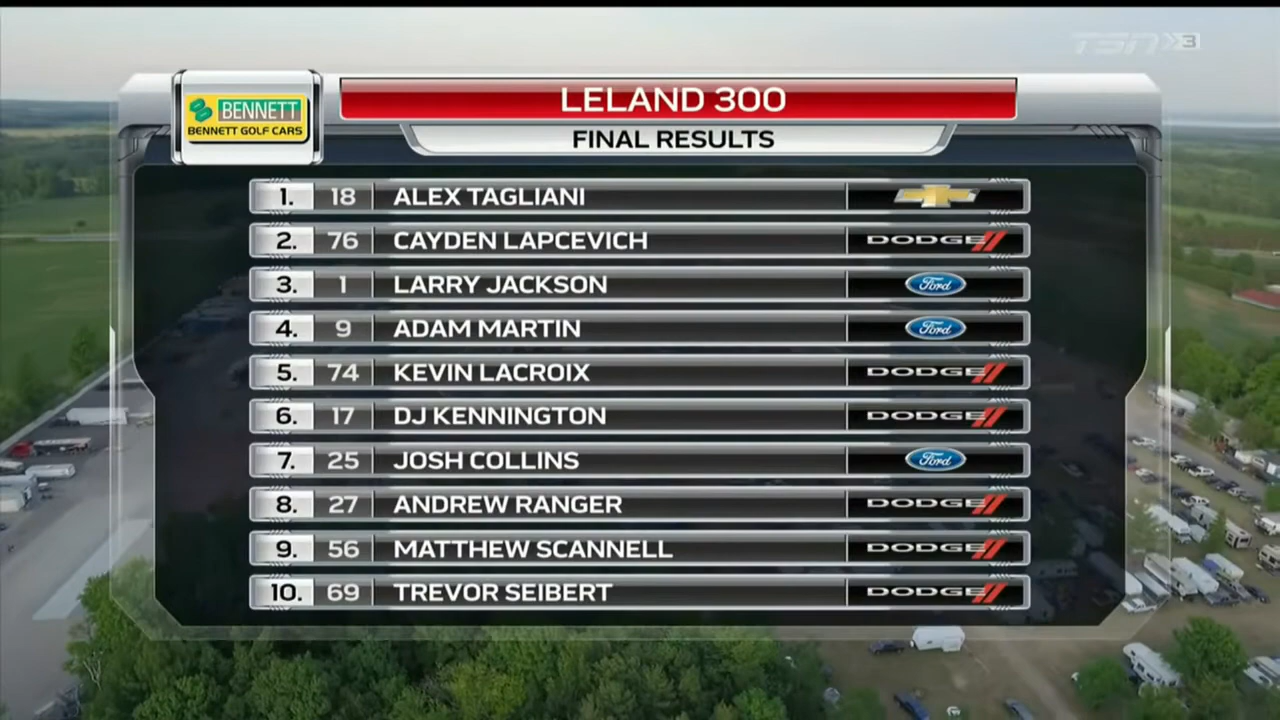 TSN 3
BENNETT
BENNETT GOLF CARS
LELAND 300
FINAL RESULTS
1. 18 ALEX TAGLIANI
2. 76 CAYDEN LAPCEVICH DODGE
3. 1 LARRY JACKSON Ford
4. 9 ADAM MARTIN Ford
5. 74 KEVIN LACROIX DODGE
6. 17 DJ KENNINGTON DODGE
7. 25 JOSH COLLINS Ford
8. 27 ANDREW RANGER DODGE
9. 56 MATTHEW SCANNELL DODGE
10. 69 TREVOR SEIBERT DODGE